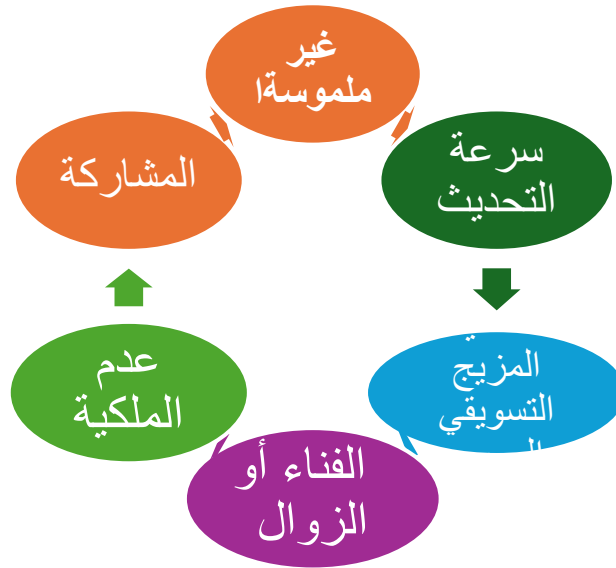 غير
ملموسةا
سرعة
التحديث
المزيج
التسويقي
الفناء أو
الزوال
عدم
الملكية
المشاركة